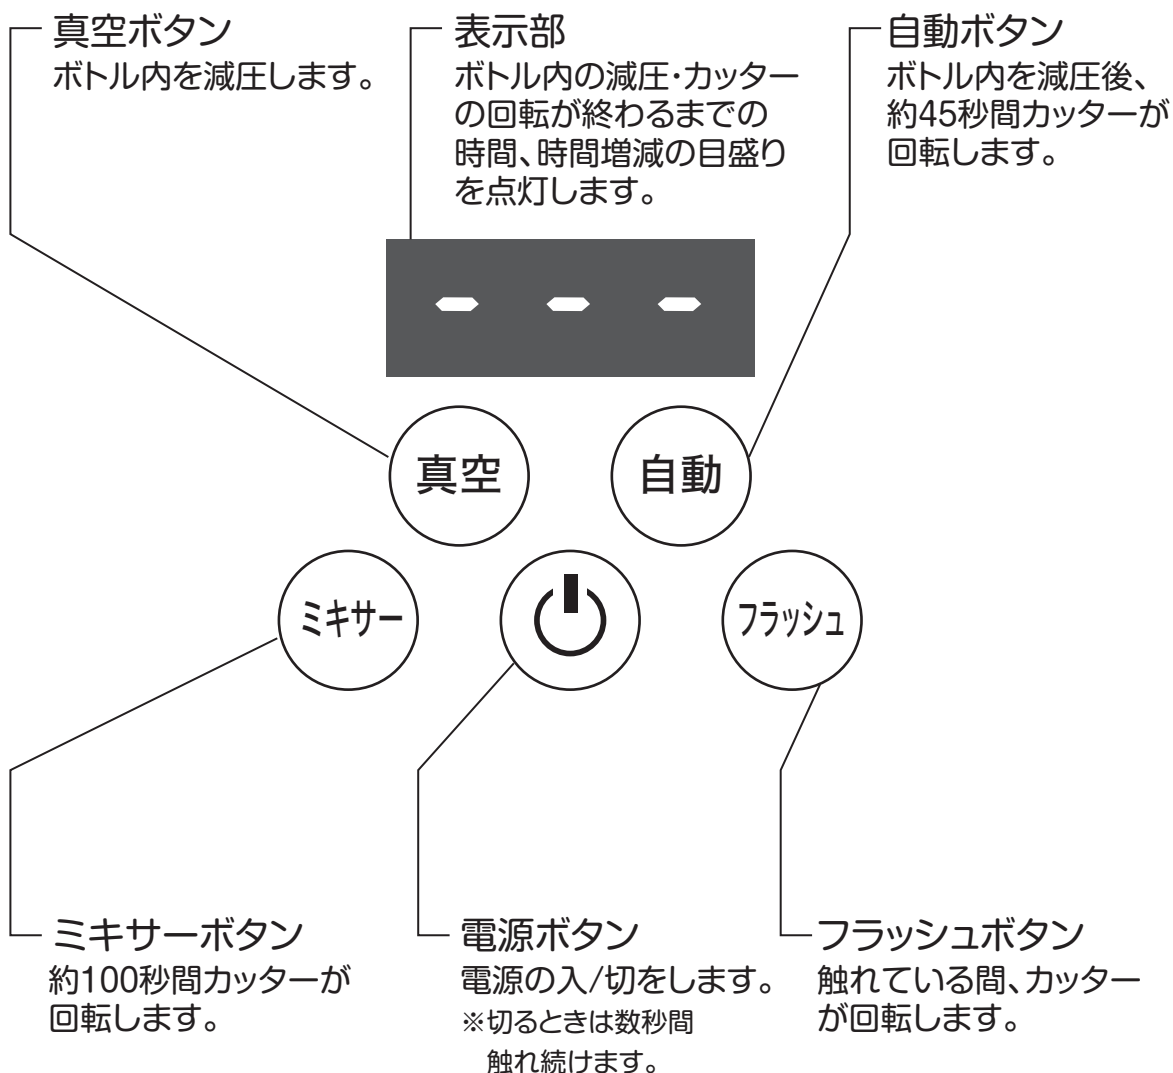 真空ボタン
ボトル内を減圧します。
表示部
ボトル内の減圧・カッター
の回転が終わるまでの
時間、時間増減の目盛り
を点灯します。
自動ボタン
ボトル内を減圧後、
約45秒間カッターが
回転します。
真空
自動
ミキサー
フラッシュ
ミキサーボタン
約100秒間カッターが
回転します。
電源ボタン
電源の入/切をします。
※切るときは数秒間
触れ続けます。
フラッシュボタン
触れている間、カッター
が回転します。